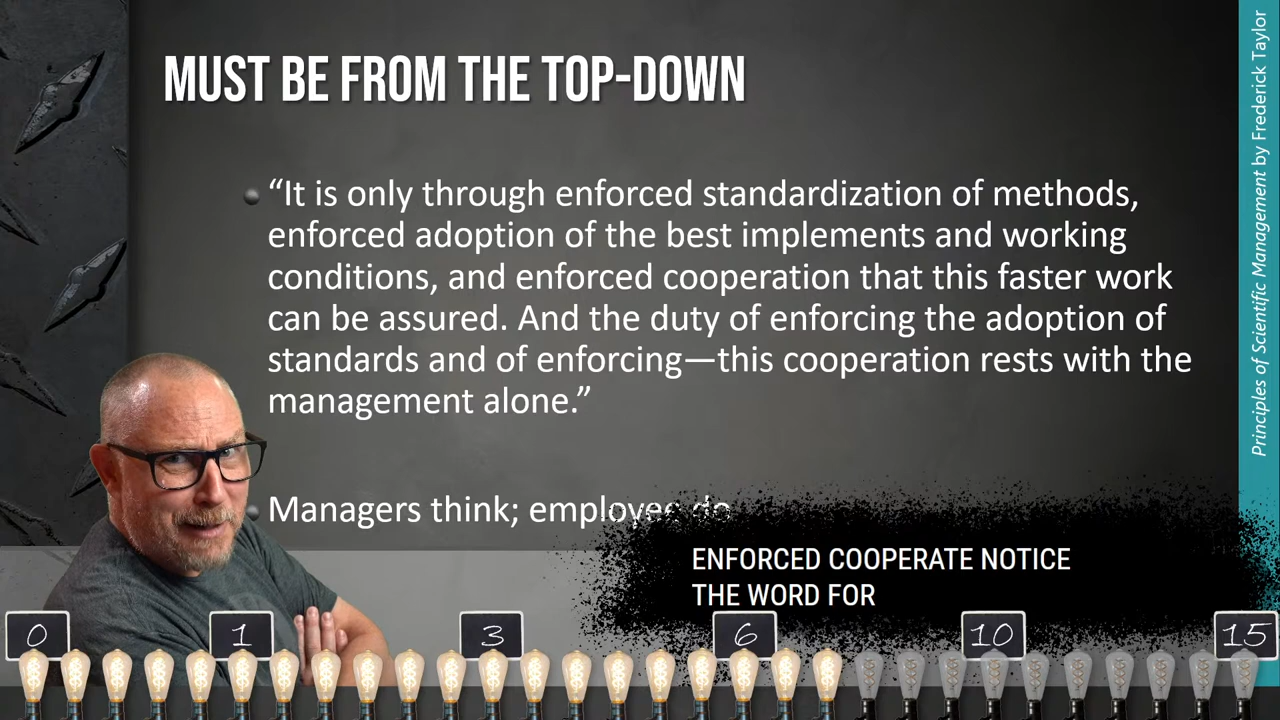 MUST BE FROM THE TOP-DOWN
“It is only through enforced standardization of methods,
enforced adoption of the best implements and working
conditions, and enforced cooperation that this faster work
can be assured. And the duty of enforcing the adoption of
standards and of enforcing—this cooperation rests with the
management alone.”
Managers think; employees do
Principles of Scientific Management by Frederick Taylor
ENFORCED COOPERATE NOTICE
THE WORD FOR
0 1 3 6 10 15